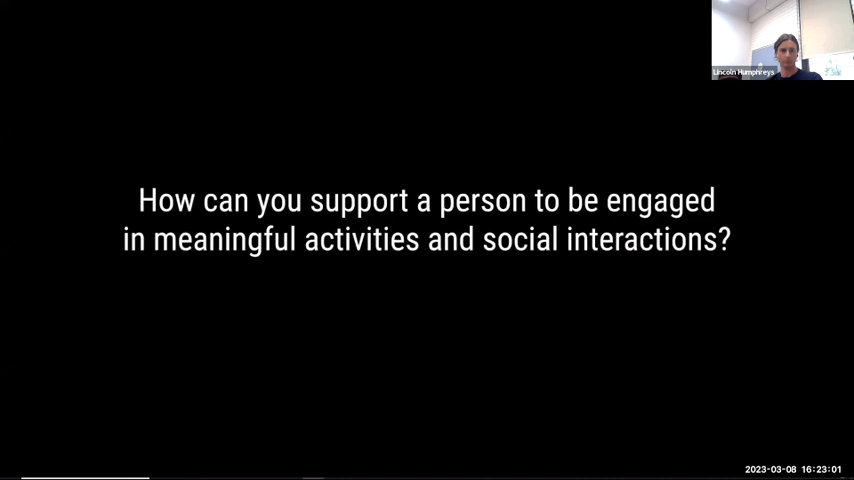 Lincoln Humphreys
How can you support a person to be engaged
in meaningful activities and social interactions?
2023-03-08 16:23:01